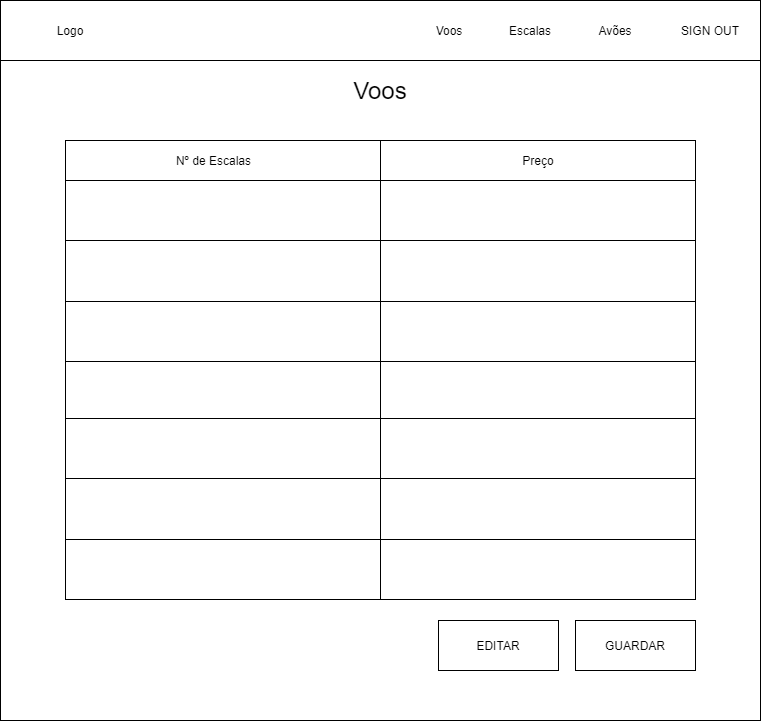 Logo Voos Escalas Avões SIGN OUT
Voos
Nº de Escalas Preço
EDITAR GUARDAR